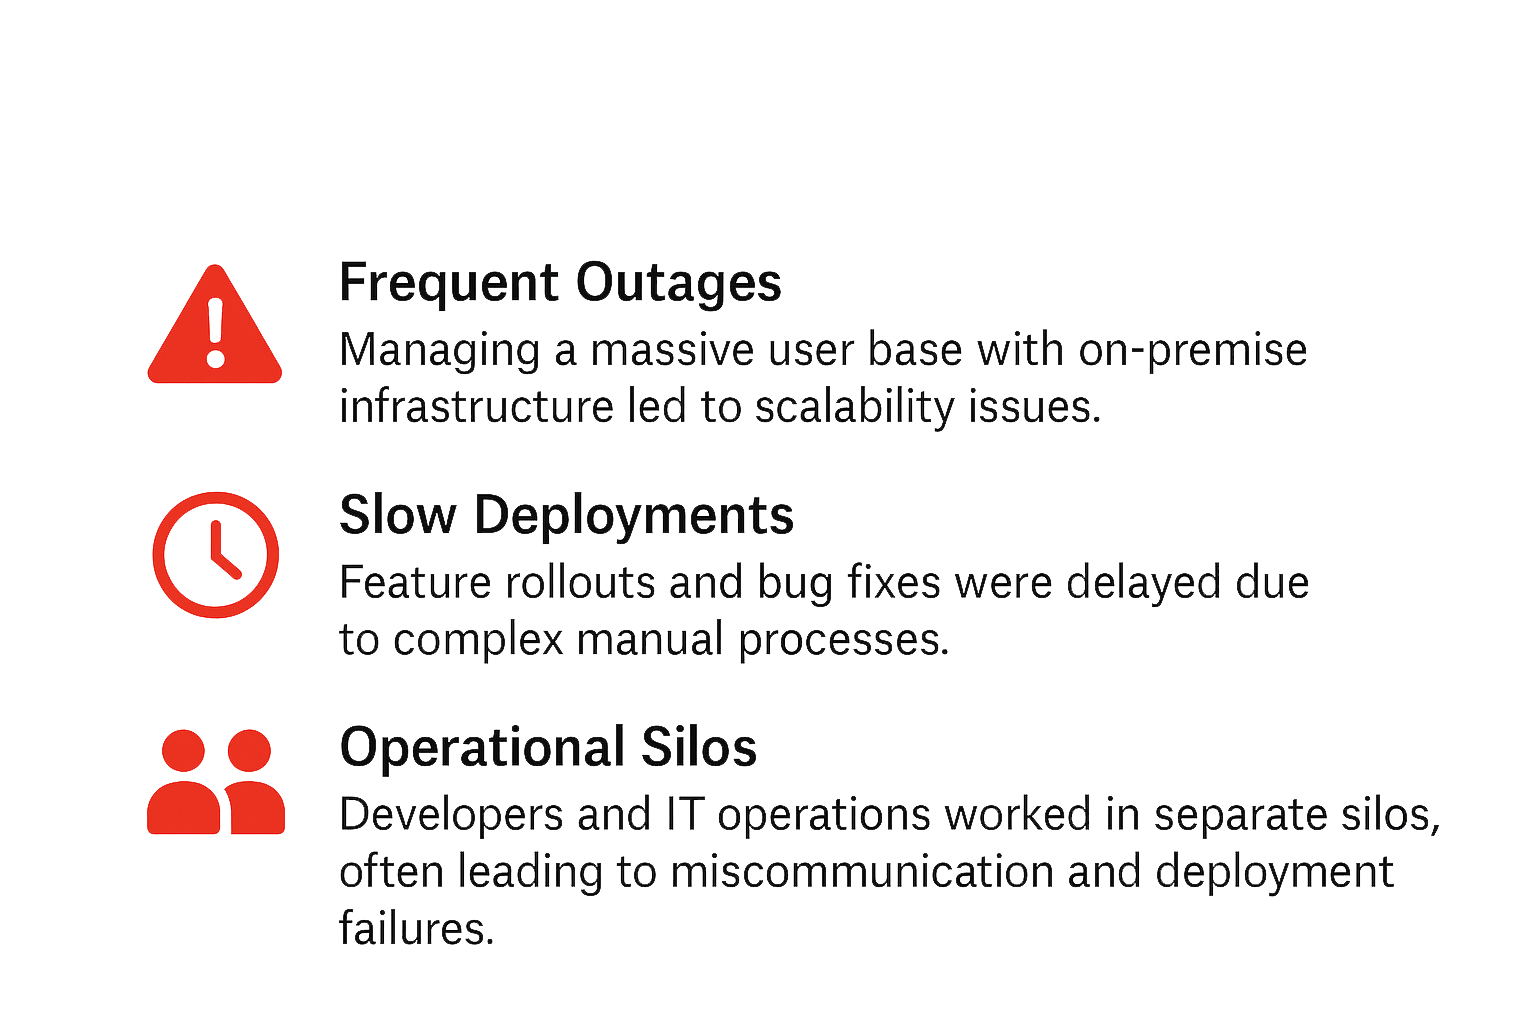 Frequent Outages
Managing a massive user base with on-premise
infrastructure led to scalability issues.
Slow Deployments
Feature rollouts and bug fixes were delayed due
to complex manual processes.
Operational Silos
Developers and IT operations worked in separate silos,
often leading to miscommunication and deployment
failures.